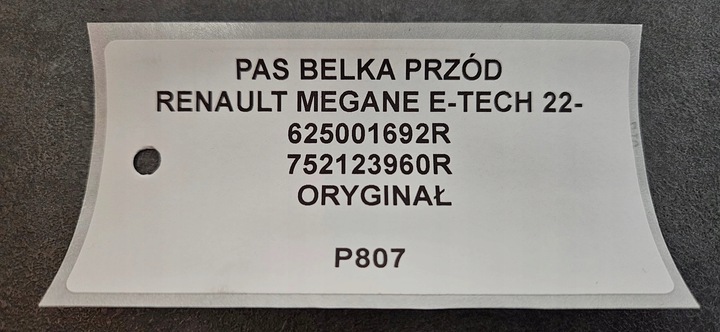 PAS BELKA PRZÓD
RENAULT MEGANE E-TECH 22-
625001692R
752123960R
ORYGINAŁ
P807